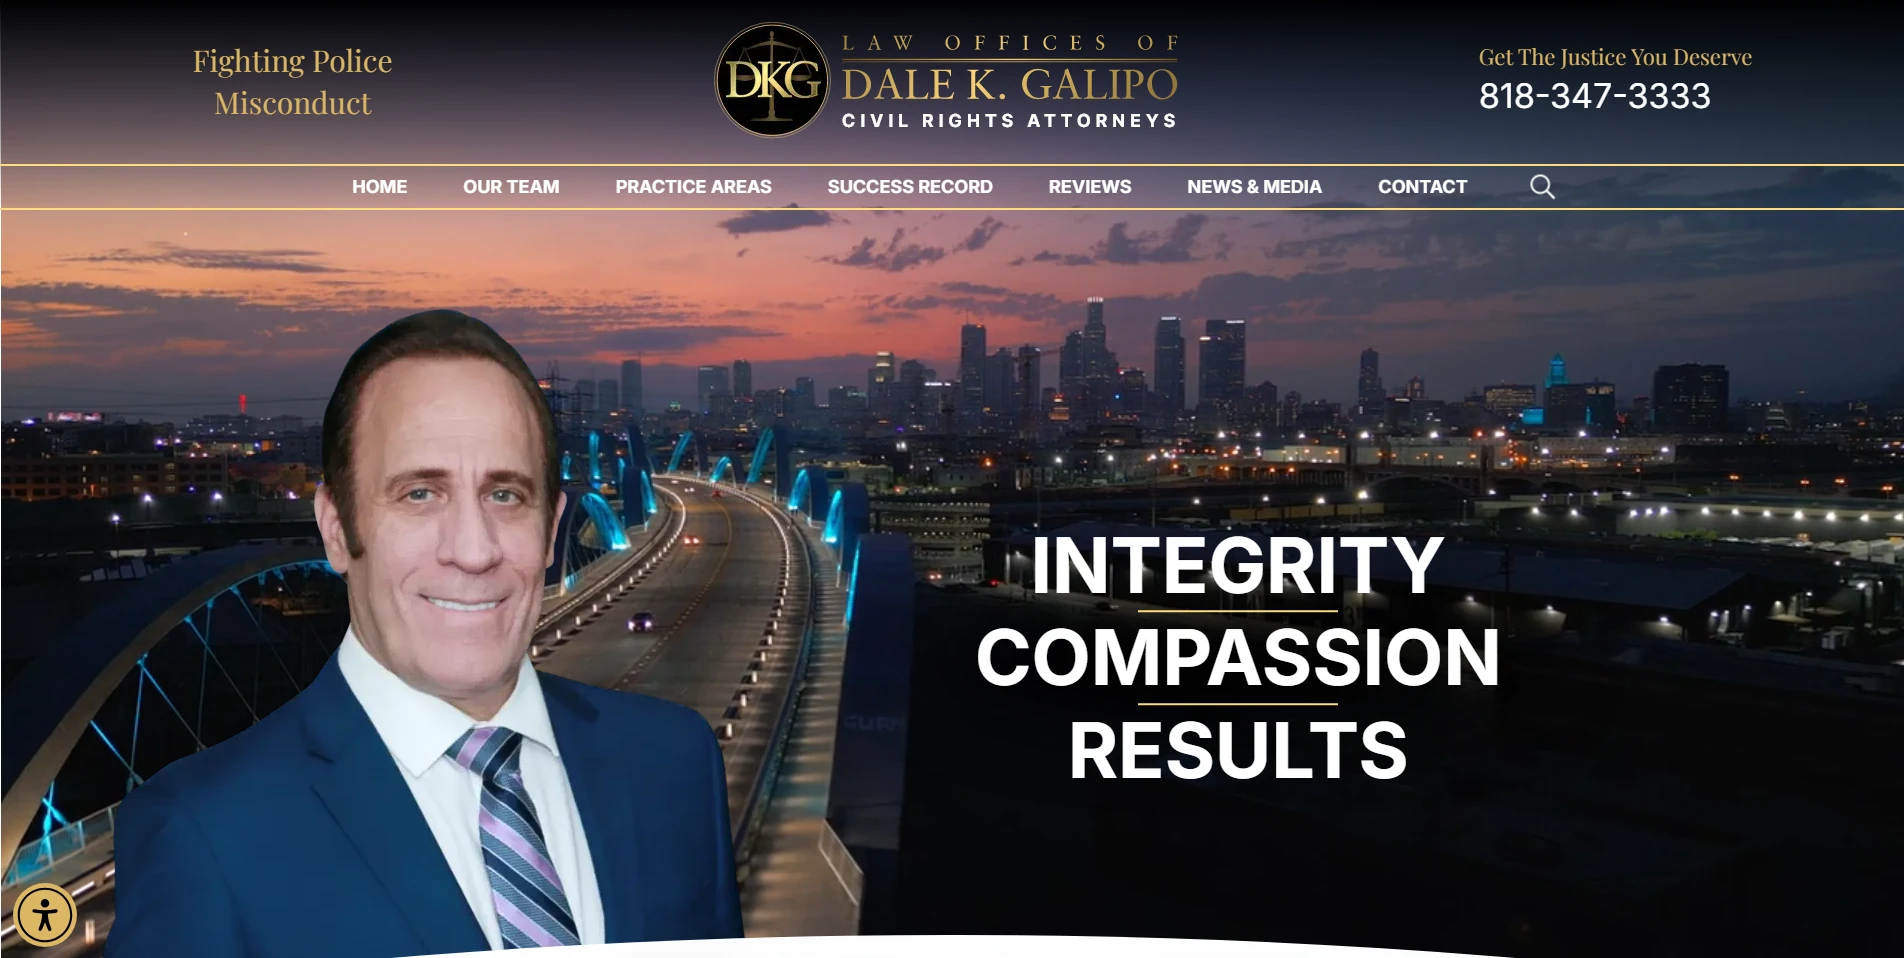 Fighting Police
Misconduct
DKG
LAW OFFICES OF
DALE K. GALIPO
CIVIL RIGHTS ATTORNEYS
Get The Justice You Deserve
818-347-3333
HOME OUR TEAM PRACTICE AREAS SUCCESS RECORD REVIEWS NEWS & MEDIA CONTACT
INTEGRITY
COMPASSION
RESULTS